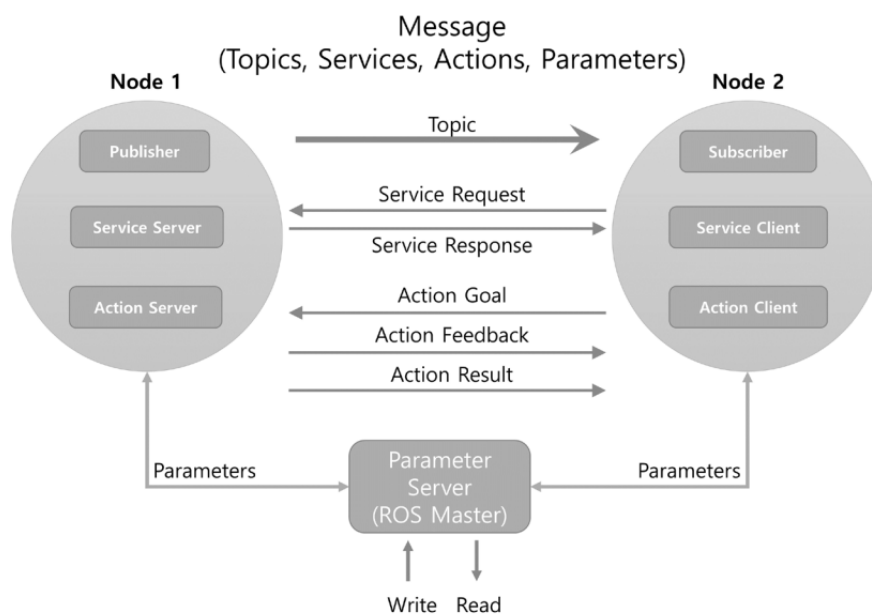 Message
(Topics, Services, Actions, Parameters)
Node 1
Node 2
Publisher
Topic
Subscriber
Service Request
Service Server
Service Client
Service Response
Action Goal
Action Server
Action Client
Action Feedback
Action Result
Parameters
Parameter
Server
(ROS Master)
Parameters
Write
Read